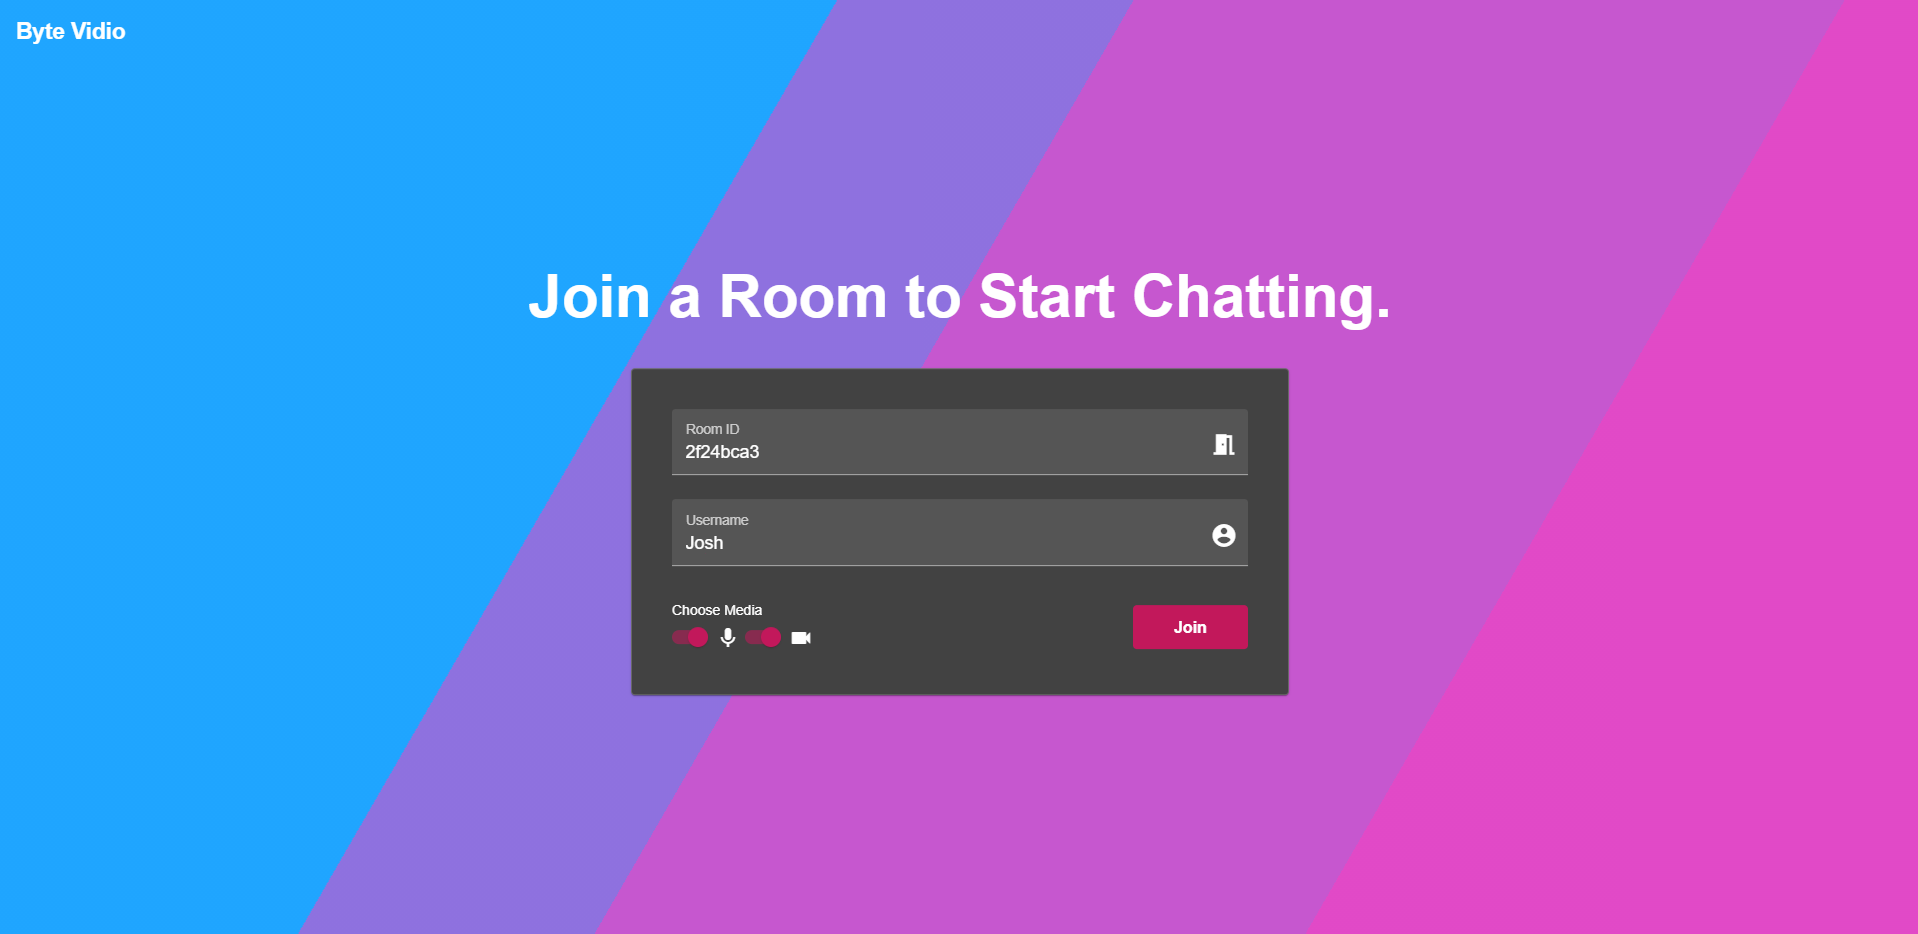 Byte Vidio
Join a Room to Start Chatting.
Room ID
2f24bca3
Username
Josh
Choose Media
Join